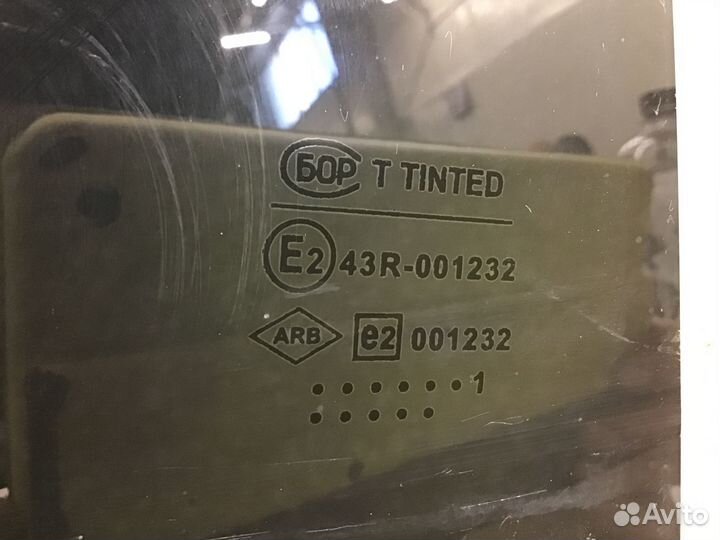 БОР T TINTED
E2 43R-001232
ARB e2 001232
••••••1
•••••
Avito